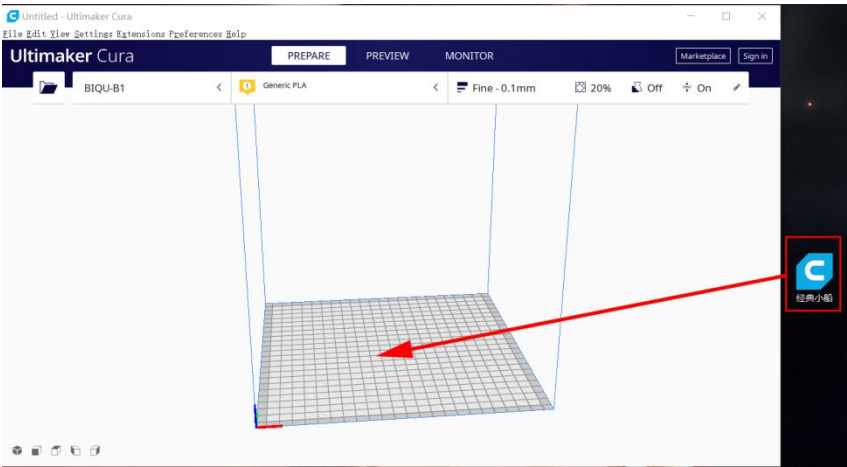 Untitled - Ultimaker Cura
File Edit View Settings Extensions Preferences Help
Ultimaker Cura PREPARE PREVIEW MONITOR Marketplace Sign in
BIQU-B1 Generic PLA Fine - 0.1mm 20% Off On
经典小船